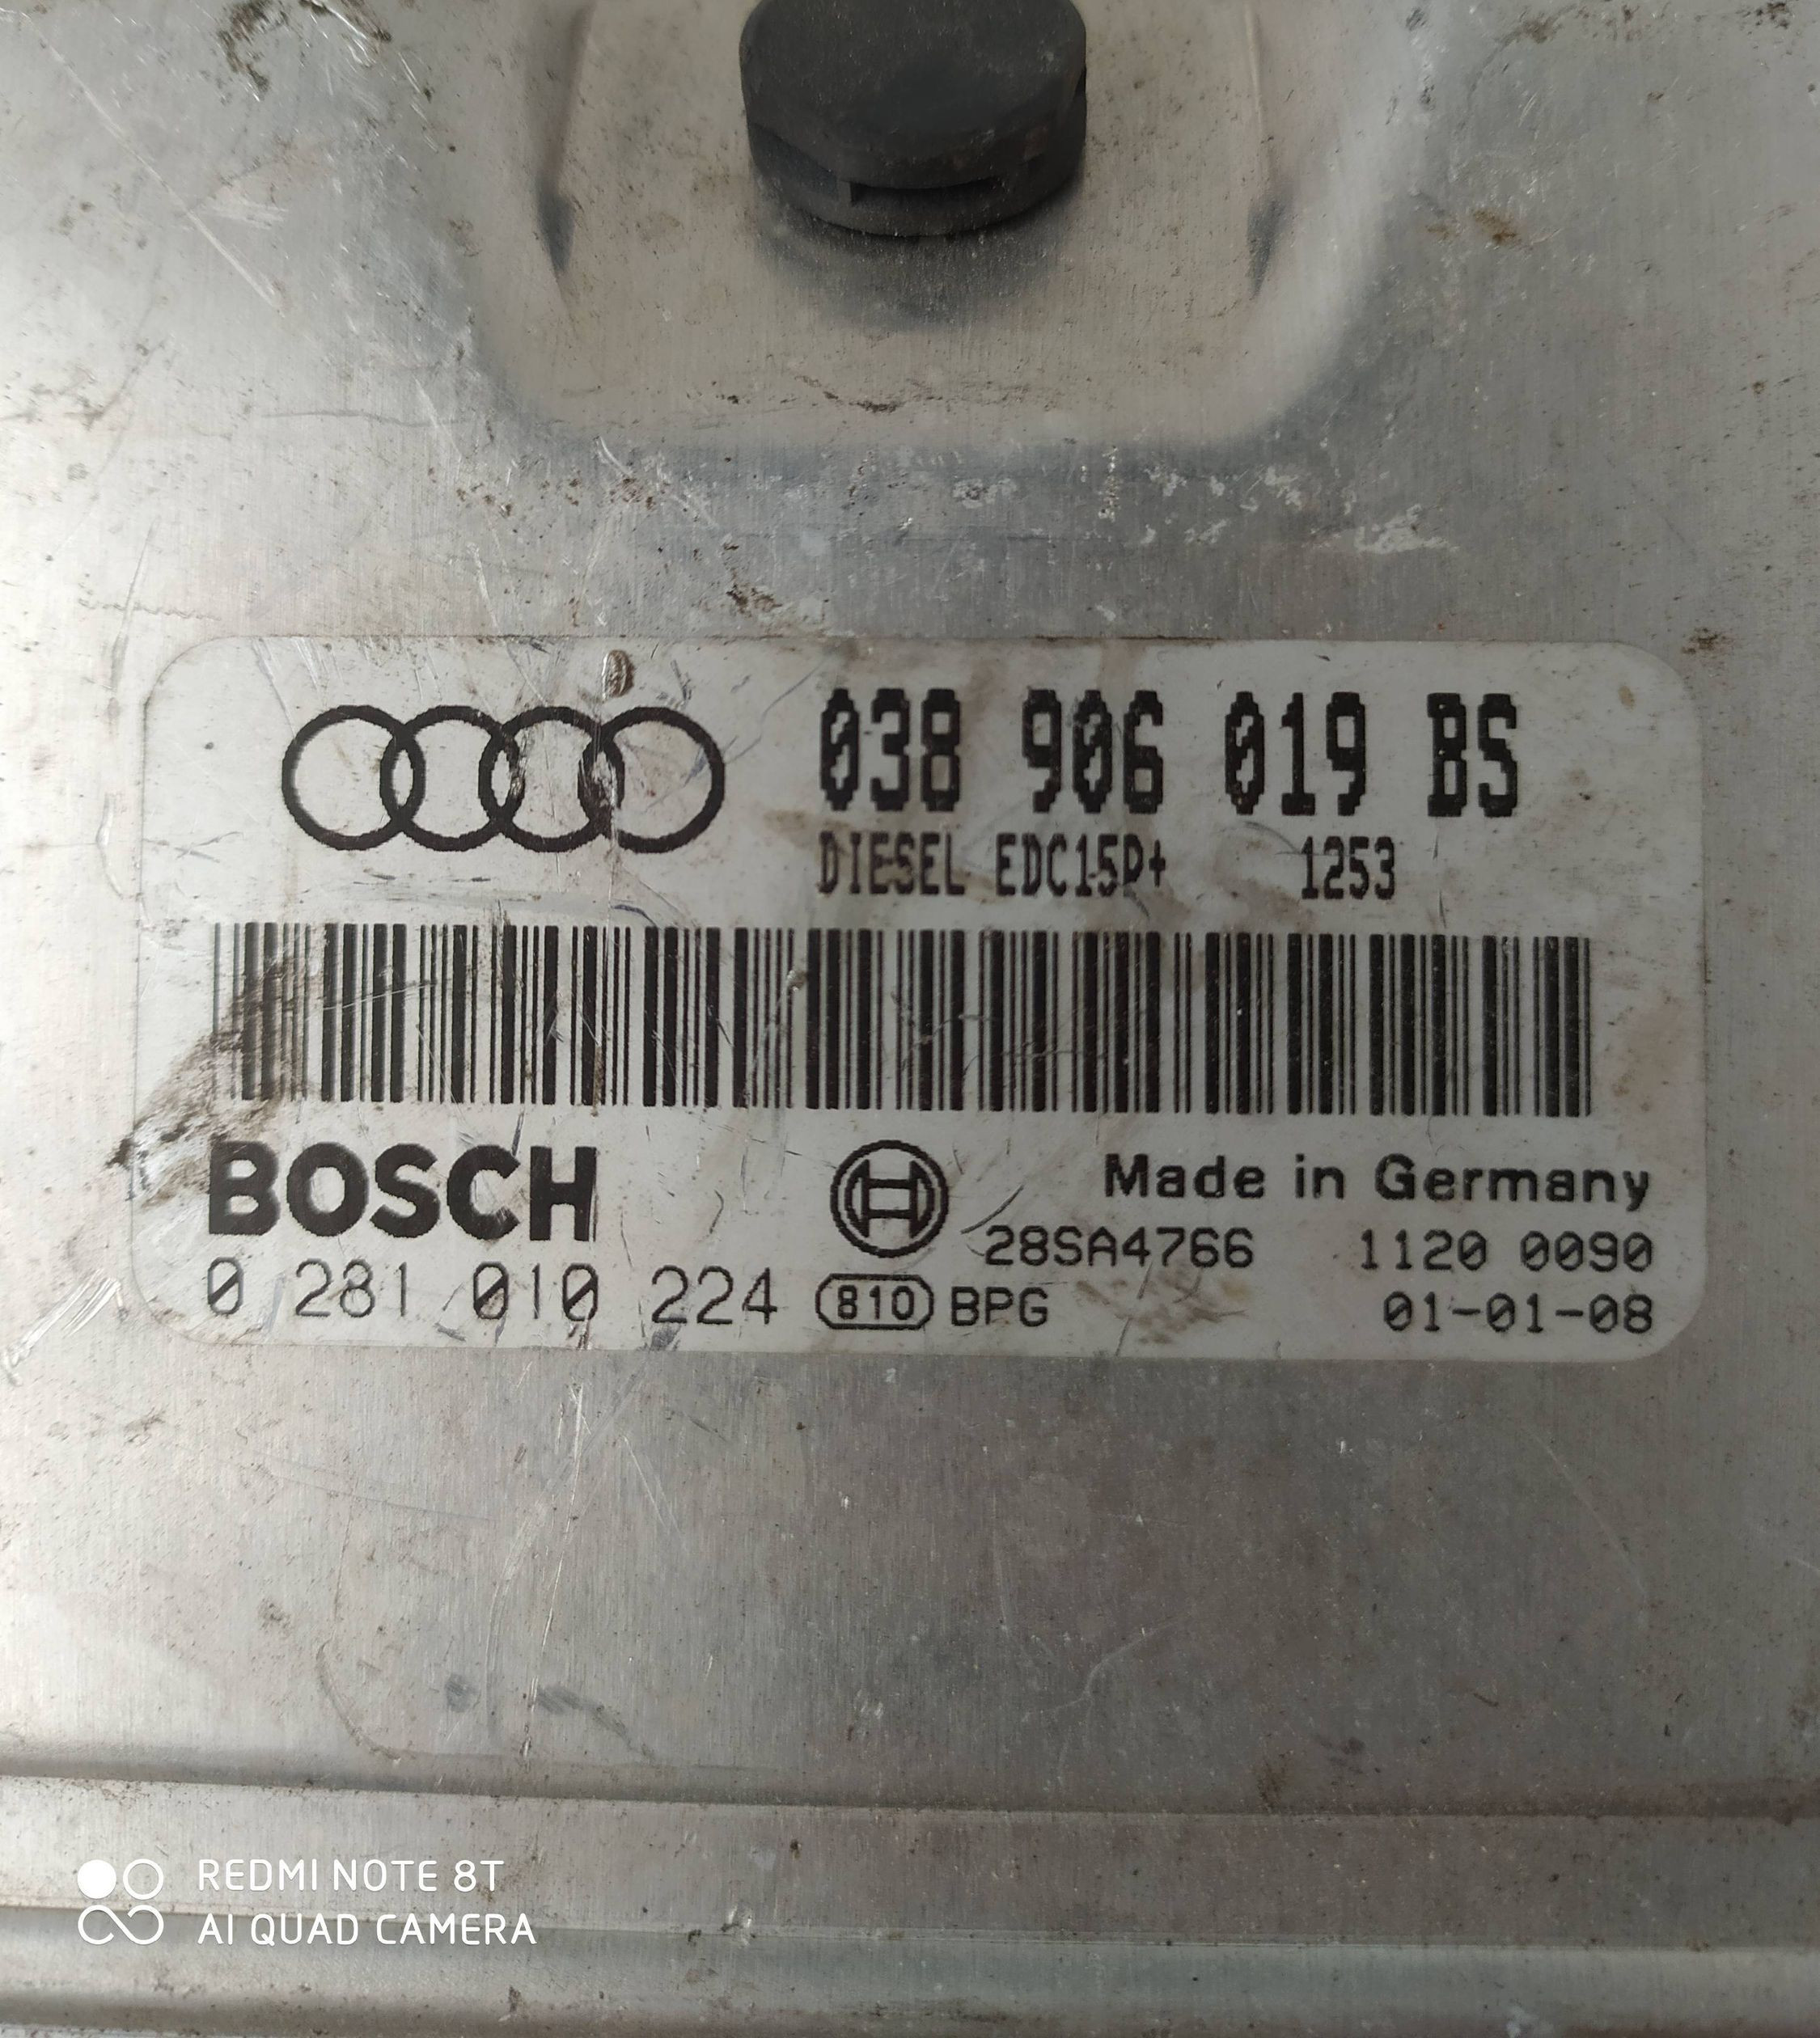 038 906 019 BS
DIESEL EDC15P+ 1253
BOSCH
Made in Germany
28SA4766 1120 0090
0 281 010 224 810 BPG 01-01-08
REDMI NOTE 8T
AI QUAD CAMERA